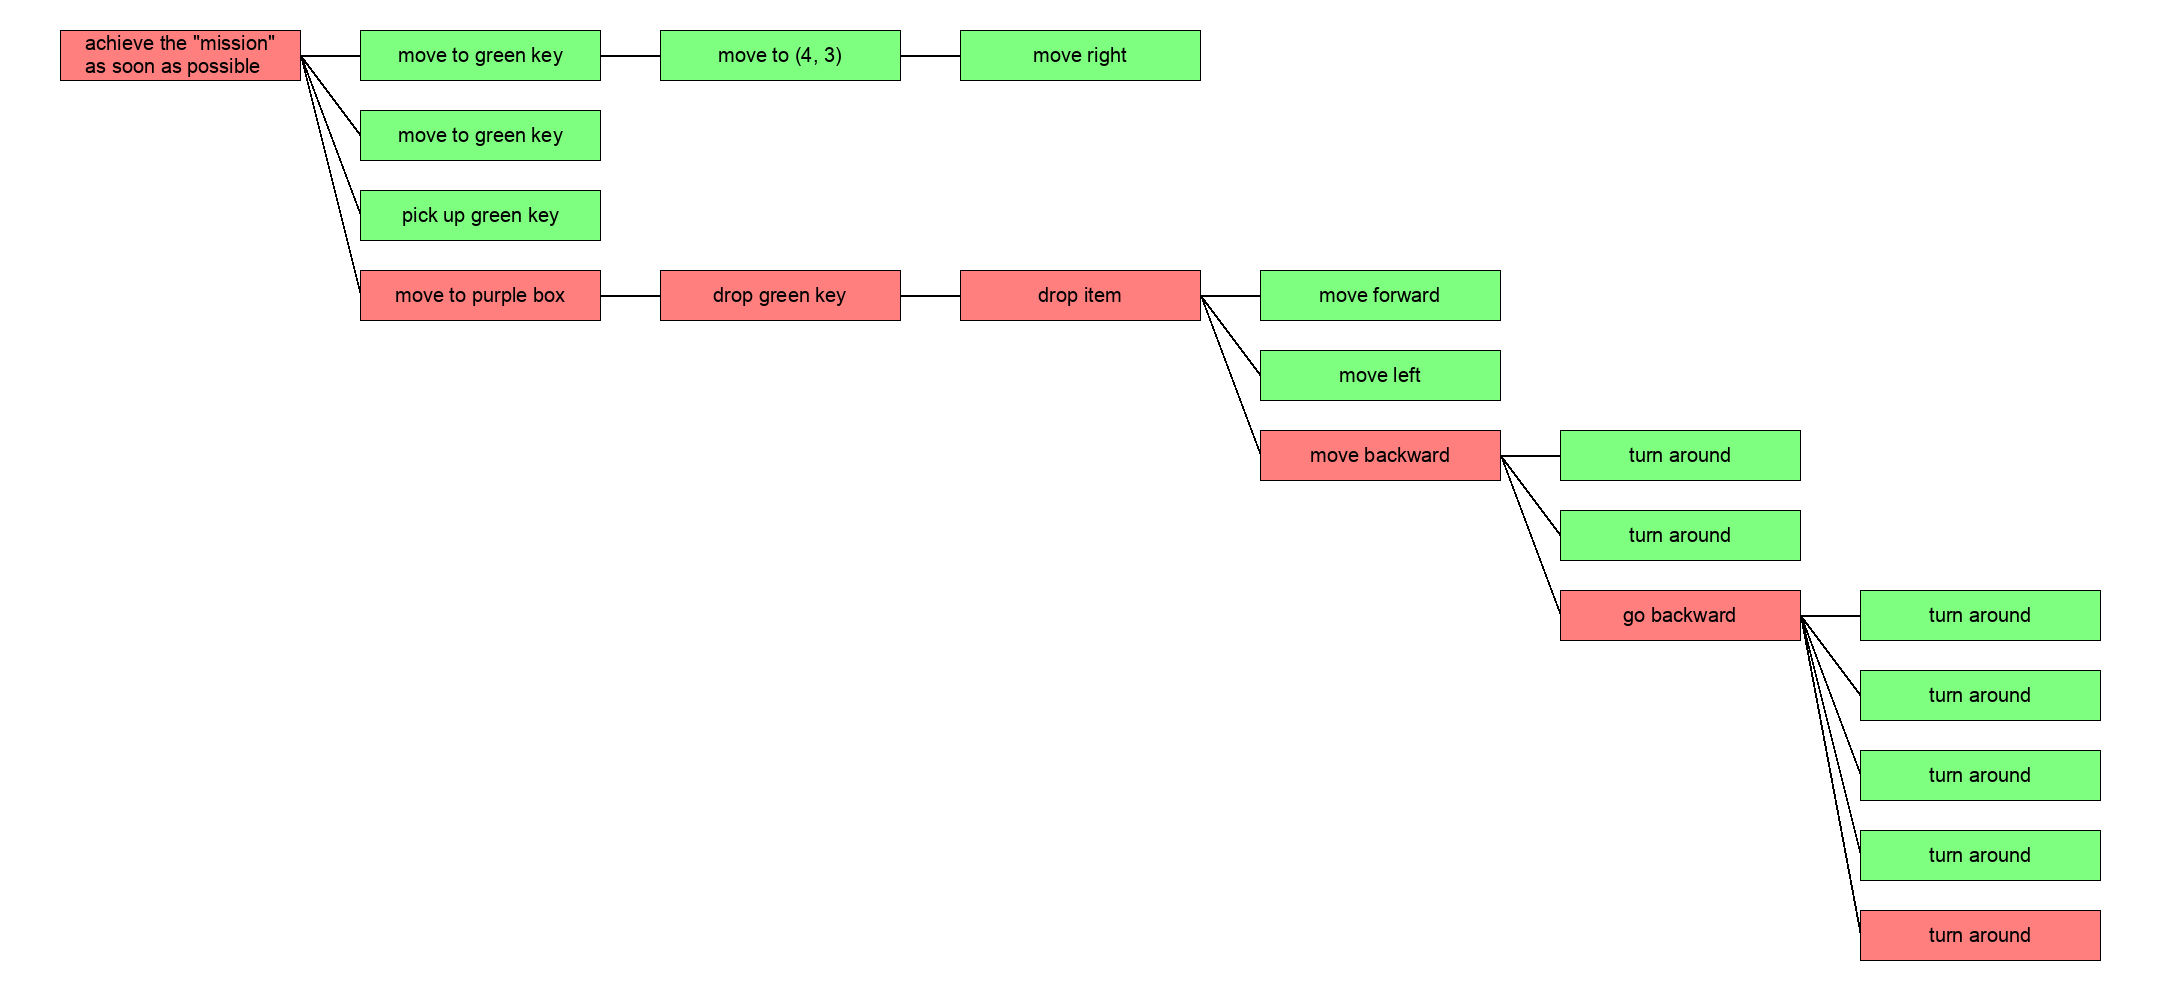 achieve the "mission"
as soon as possible
move to green key
move to (4, 3)
move right
move to green key
pick up green key
move to purple box
drop green key
drop item
move forward
move left
move backward
turn around
turn around
go backward
turn around
turn around
turn around
turn around
turn around